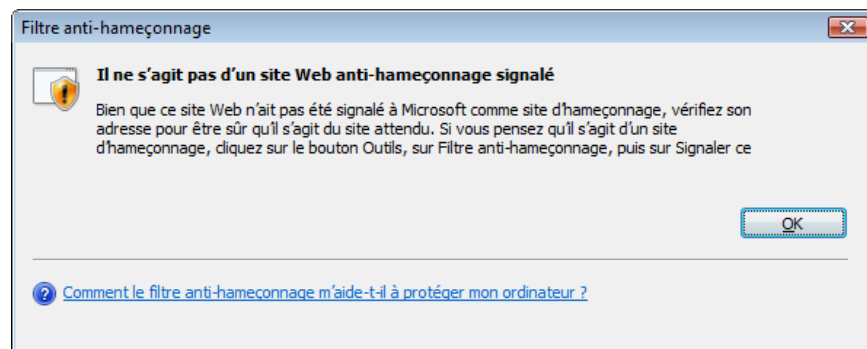 Filtre anti-hameçonnage
Il ne s'agit pas d'un site Web anti-hameçonnage signalé
Bien que ce site Web n'ait pas été signalé à Microsoft comme site d'hameçonnage, vérifiez son
adresse pour être sûr qu'il s'agit du site attendu. Si vous pensez qu'il s'agit d'un site
d'hameçonnage, cliquez sur le bouton Outils, sur Filtre anti-hameçonnage, puis sur Signaler ce
OK
Comment le filtre anti-hameçonnage m'aide-t-il à protéger mon ordinateur ?